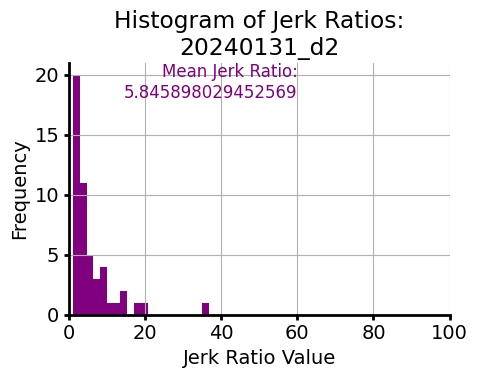 Histogram of Jerk Ratios:
20240131_d2
Mean Jerk Ratio:
5.845898029452569
20
15
10
5
0
Frequency
0 20 40 60 80 100
Jerk Ratio Value